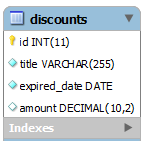 discounts
id INT(11)
title VARCHAR(255)
expired_date DATE
amount DECIMAL(10,2)
Indexes